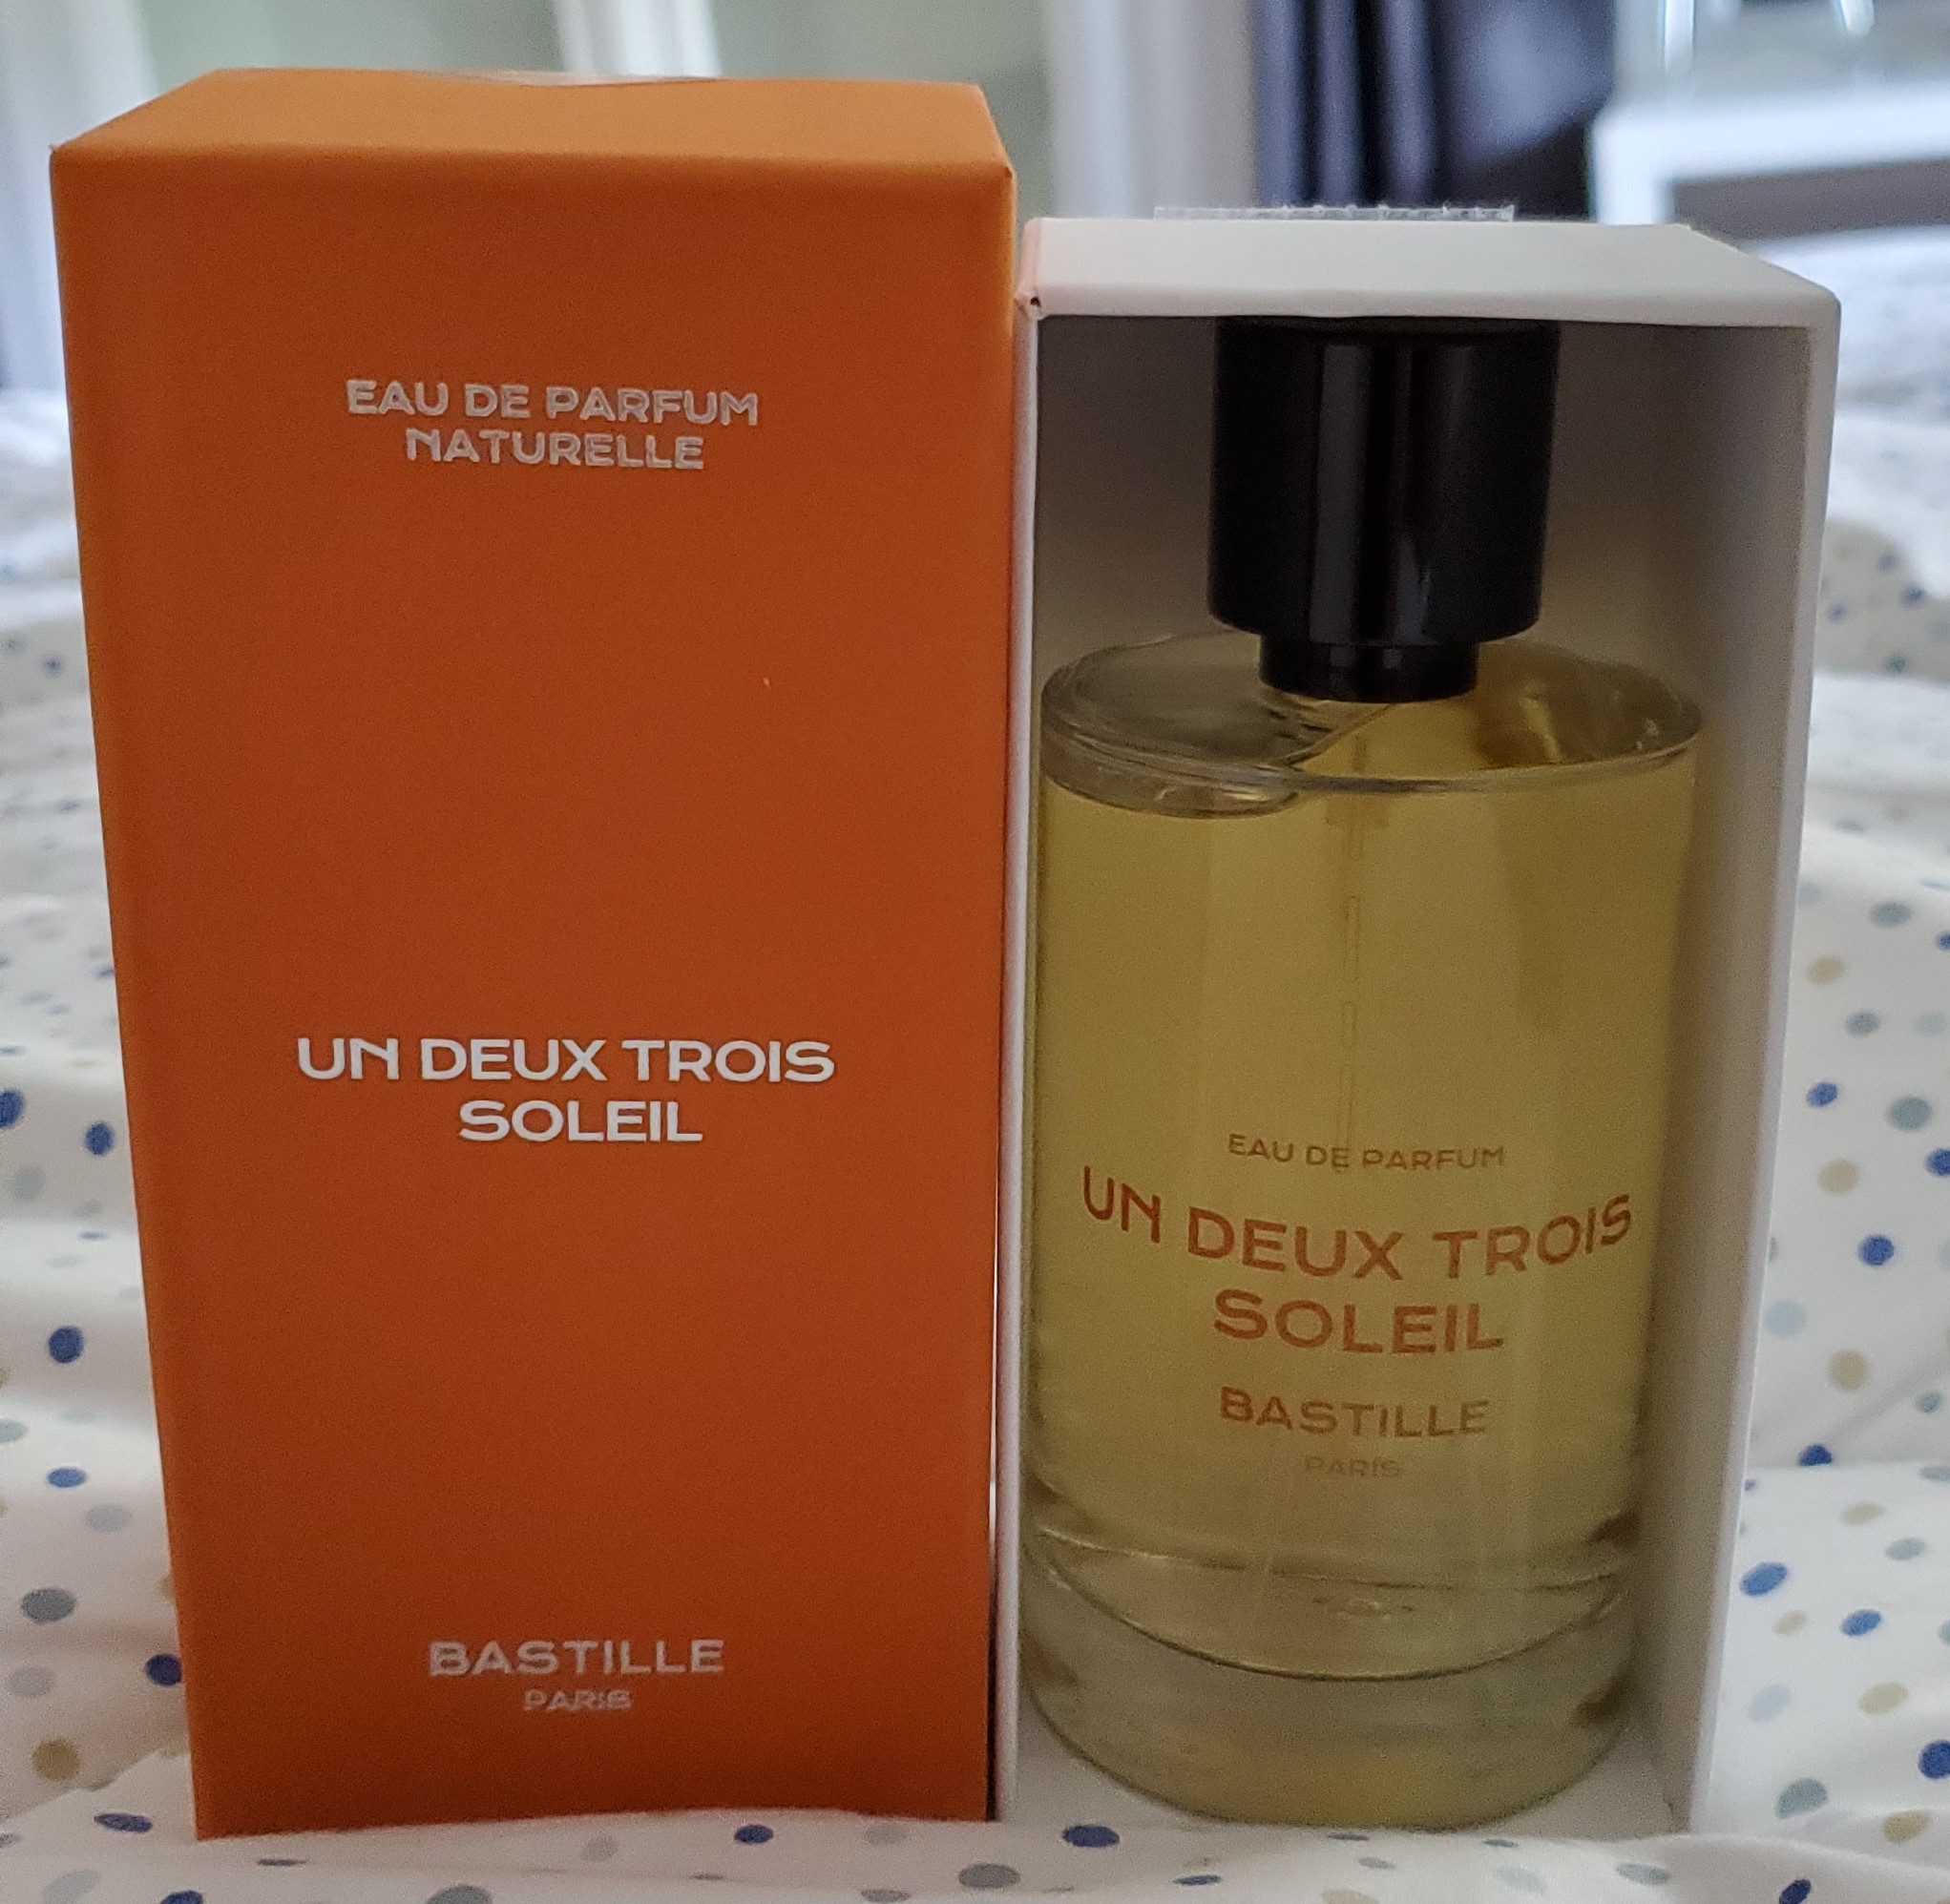 EAU DE PARFUM
NATURELLE
UN DEUX TROIS
SOLEIL
BASTILLE
PARIS
EAU DE PARFUM
UN DEUX TROIS
SOLEIL
BASTILLE
PARIS